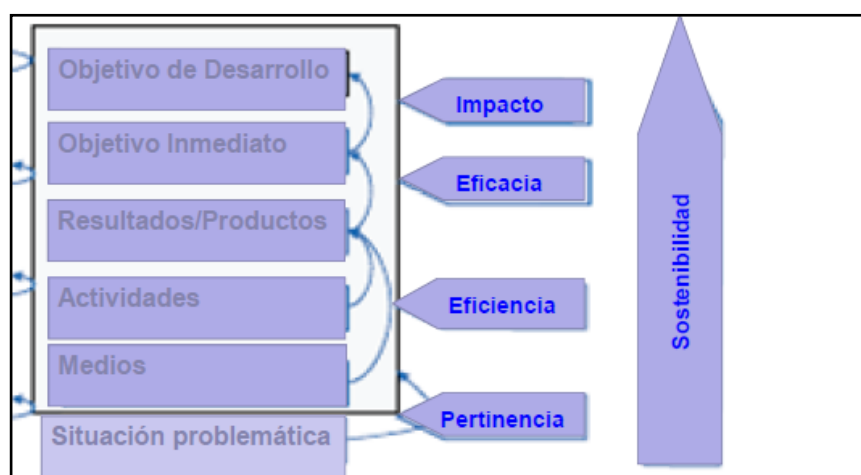 Objetivo de Desarrollo
Impacto
Objetivo Inmediato
Eficacia
Resultados/Productos
Actividades
Eficiencia
Medios
Pertinencia
Situación problemática
Sostenibilidad